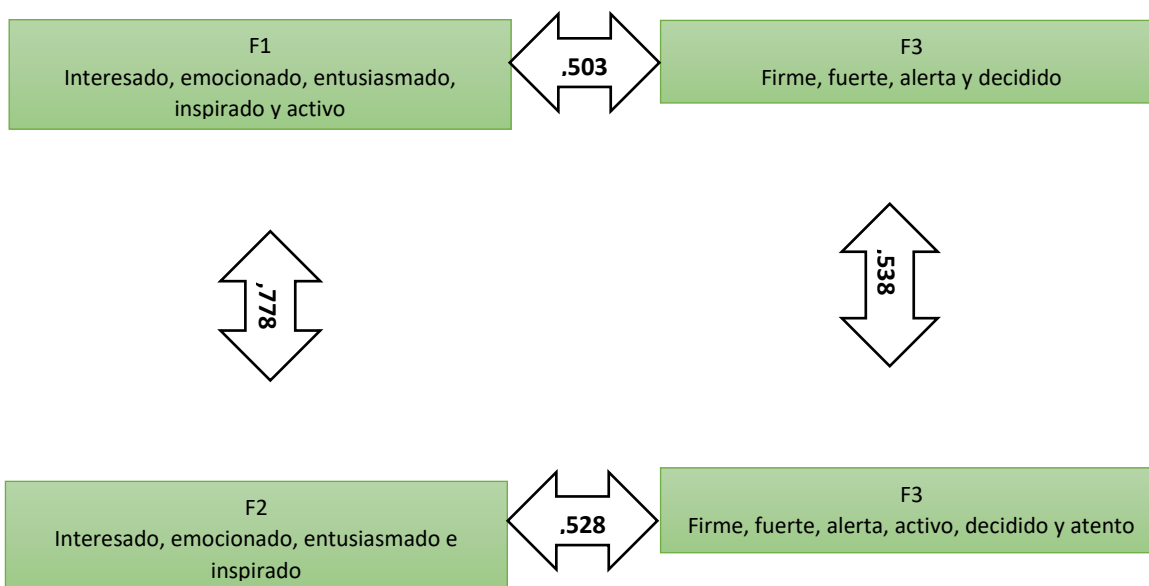 F1
Interesado, emocionado, entusiasmado,
inspirado y activo
,503
F3
Firme, fuerte, alerta y decidido
,778
,538
F2
Interesado, emocionado, entusiasmado e
inspirado
,528
F3
Firme, fuerte, alerta, activo, decidido y atento